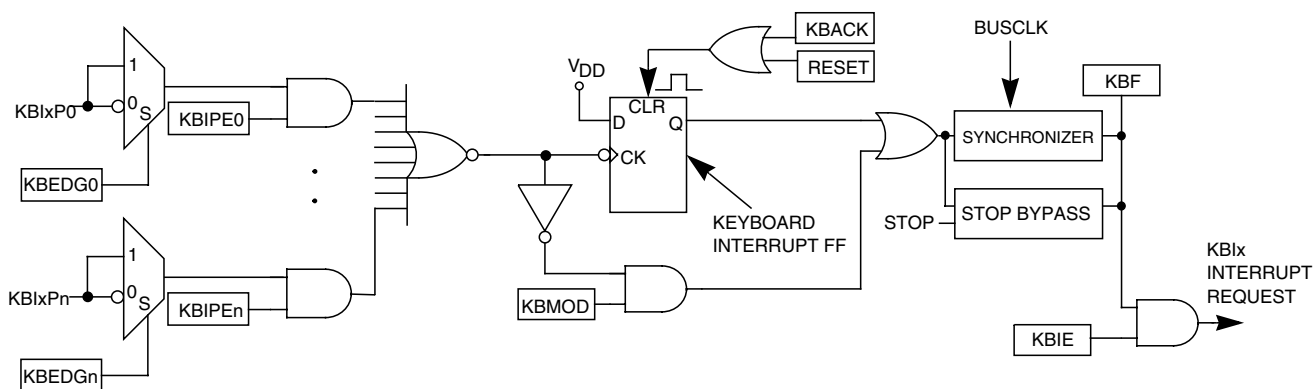 KBACK
RESET
BUSCLK
VDD
KBF
1
KBIxP0
0
S
KBIPE0
CLR
D
Q
SYNCHRONIZER
CK
KBEDG0
STOP BYPASS
STOP
KEYBOARD
INTERRUPT FF
1
KBIxPn
0
S
KBIPEn
KBMOD
KBIx
INTERRUPT
REQUEST
KBIE
KBEDGn